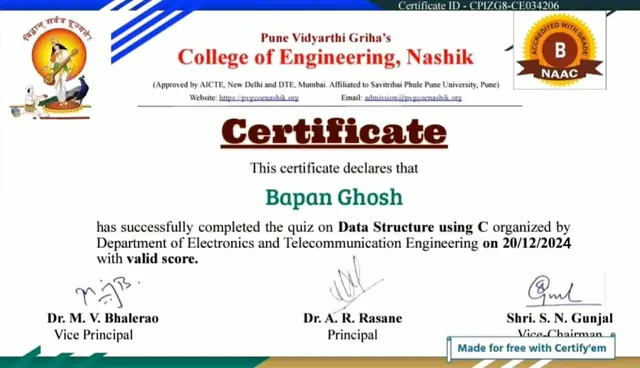 Certificate ID - CPIZG8-CE034206
Pune Vidyarthi Griha's
College of Engineering, Nashik
(Approved by AICTE, New Delhi and DTE, Mumbai. Affiliated to Savitribai Phule Pune University, Pune)
Website: https://pvgcoenashik.org Email: admission@pvgcoenashik.org
ACCREDITED WITH GRADE
B
NAAC
Certificate
This certificate declares that
Bapan Ghosh
has successfully completed the quiz on Data Structure using C organized by
Department of Electronics and Telecommunication Engineering on 20/12/2024
with valid score.
Dr. M. V. Bhalerao
Vice Principal
Dr. A. R. Rasane
Principal
Shri. S. N. Gunjal
Vice-Chairman
Made for free with Certify'em